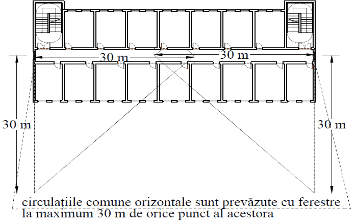 30 m
30 m
30 m
30 m
circulațiile comune orizontale sunt prevăzute cu ferestre
la maximum 30 m de orice punct al acestora